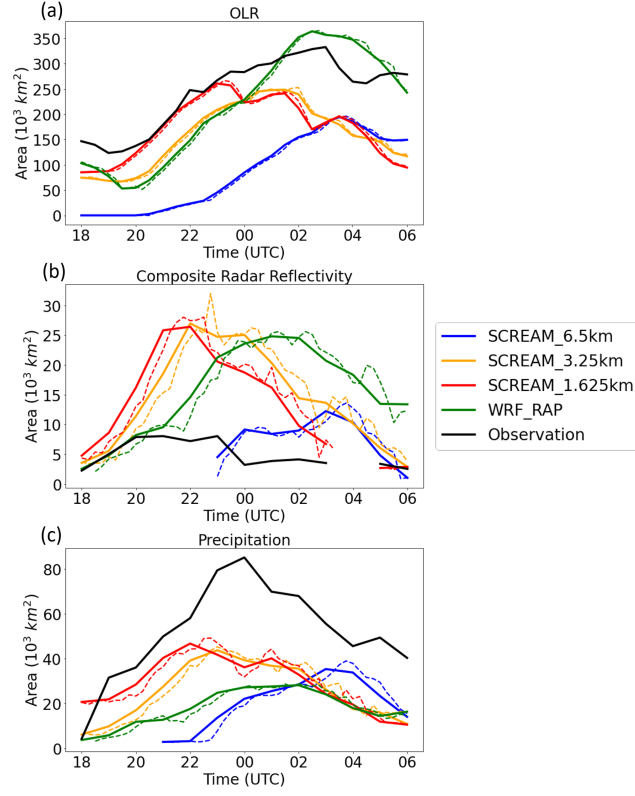 (a)
OLR
Area (10³ km²)
350
300
250
200
150
100
50
0
18 20 22 00 02 04 06
Time (UTC)
(b)
Composite Radar Reflectivity
Area (10³ km²)
30
25
20
15
10
5
0
18 20 22 00 02 04 06
Time (UTC)
SCREAM_6.5km
SCREAM_3.25km
SCREAM_1.625km
WRF_RAP
Observation
(c)
Precipitation
Area (10³ km²)
80
60
40
20
0
18 20 22 00 02 04 06
Time (UTC)